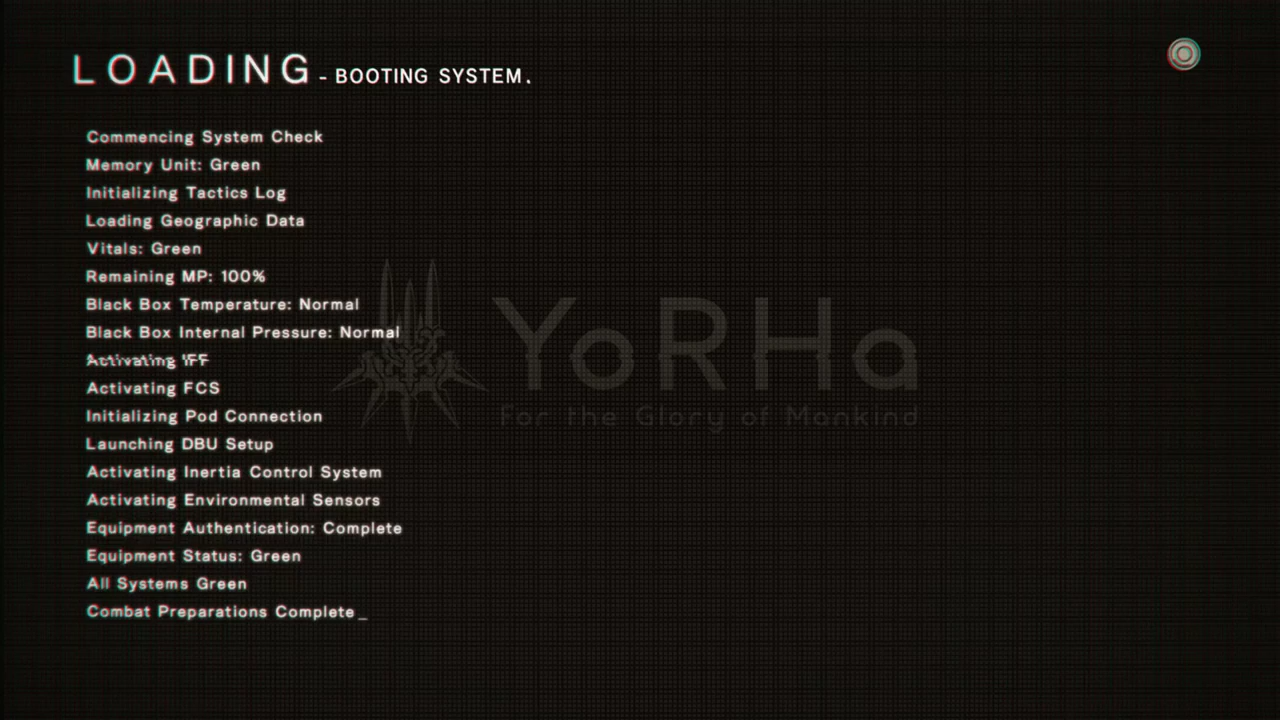 LOADING - BOOTING SYSTEM.
Commencing System Check
Memory Unit: Green
Initializing Tactics Log
Loading Geographic Data
Vitals: Green
Remaining MP: 100%
Black Box Temperature: Normal
Black Box Internal Pressure: Normal
Activating IFF
Activating FCS
Initializing Pod Connection
Launching DBU Setup
Activating Inertia Control System
Activating Environmental Sensors
Equipment Authentication: Complete
Equipment Status: Green
All Systems Green
Combat Preparations Complete_
YoRHa
For the Glory of Mankind